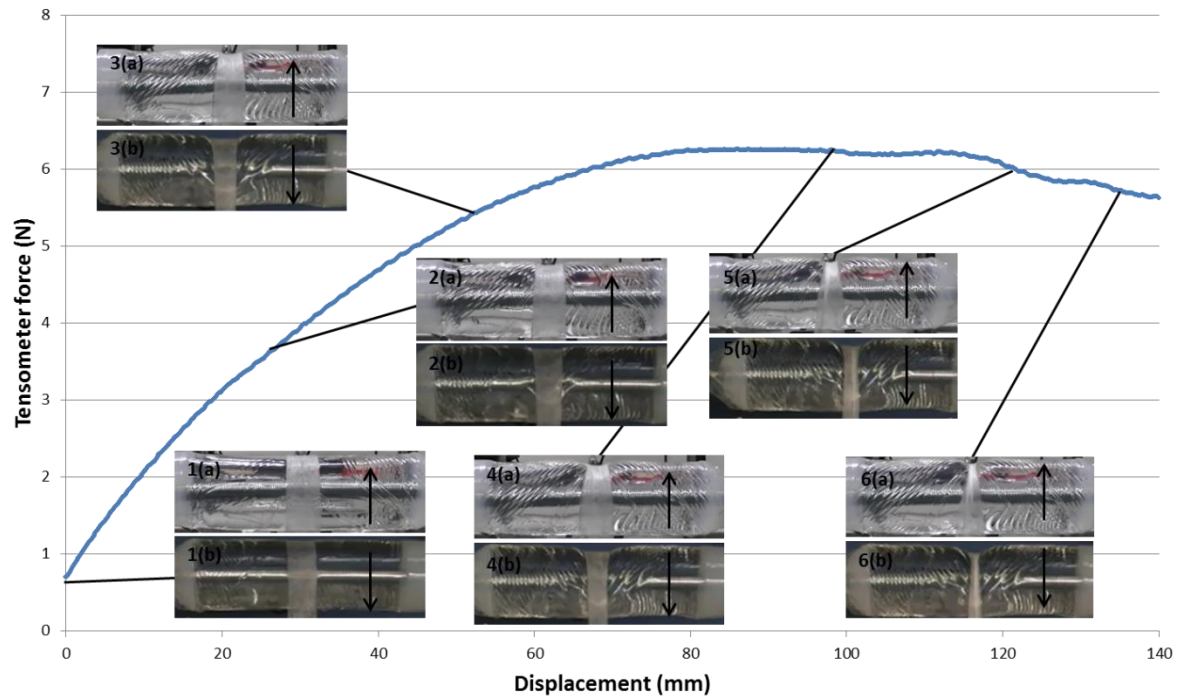 8
7
6
5
4
3
2
1
0
Tensometer force (N)
3(a)
3(b)
2(a)
2(b)
5(a)
5(b)
1(a)
1(b)
4(a)
4(b)
6(a)
6(b)
0 20 40 60 80 100 120 140
Displacement (mm)